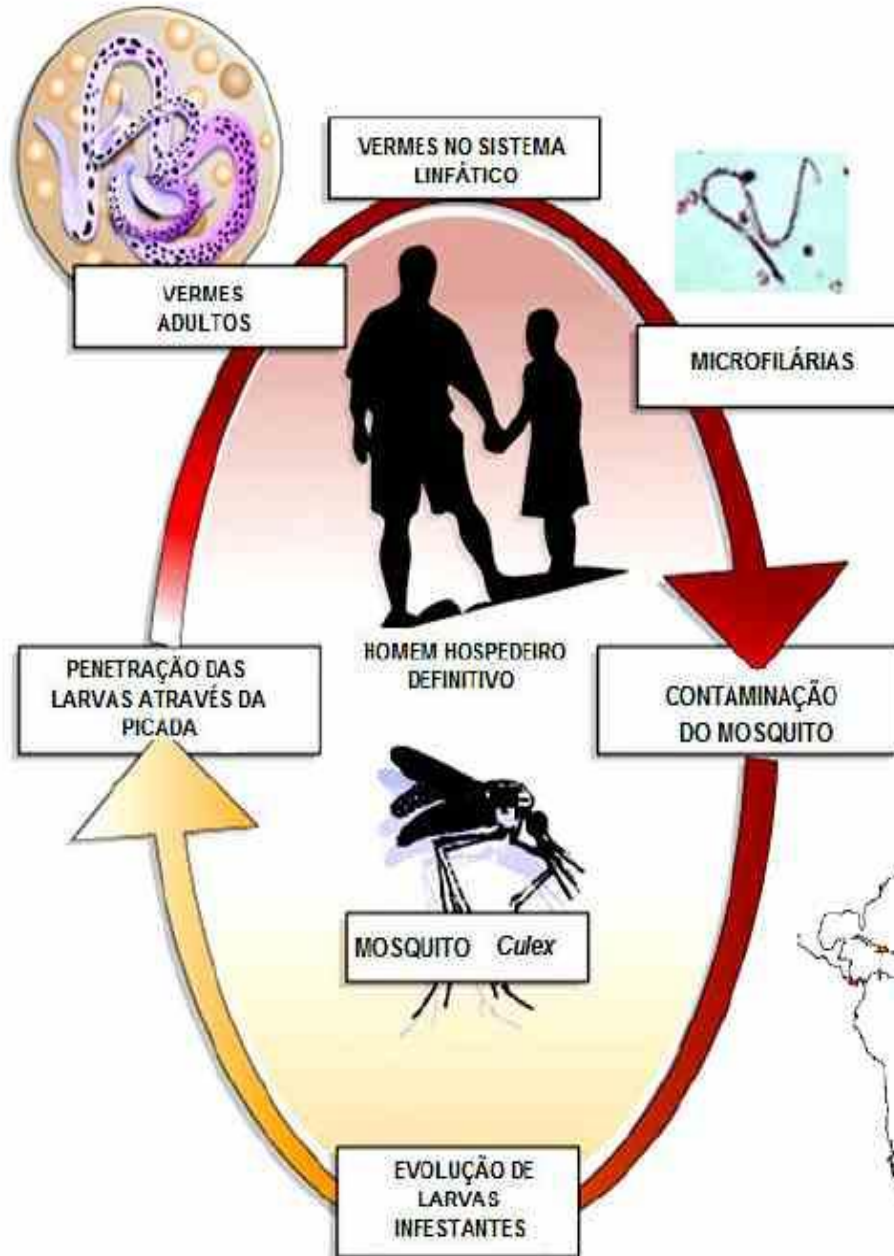 VERMES NO SISTEMA
LINFÁTICO
VERMES
ADULTOS
MICROFILÁRIAS
HOMEM HOSPEDEIRO
DEFINITIVO
PENETRAÇÃO DAS
LARVAS ATRAVÉS DA
PICADA
CONTAMINAÇÃO
DO MOSQUITO
MOSQUITO Culex
EVOLUÇÃO DE
LARVAS
INFESTANTES